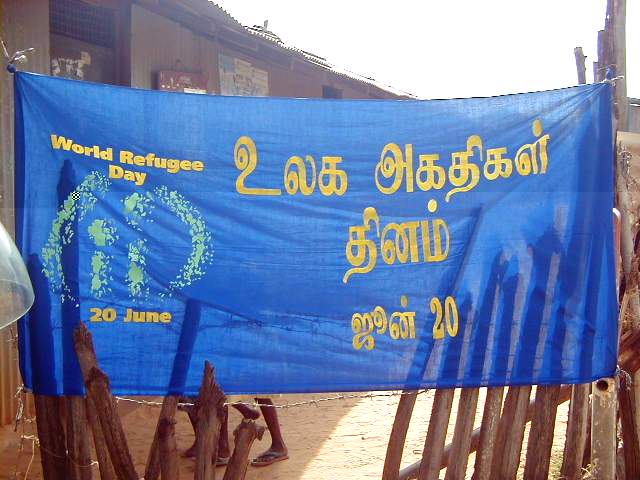 World Refugee
Day
20 June
உலக அகதிகள்
தினம்
ஜூன் 20